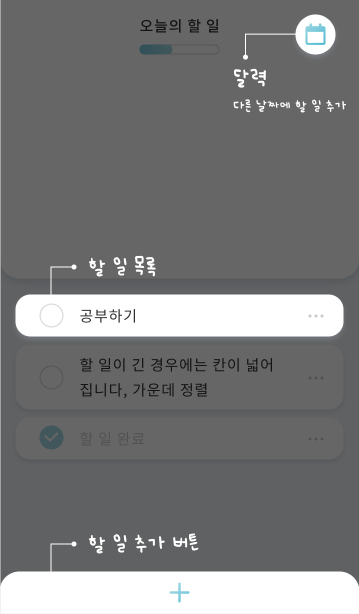 오늘의 할 일
달력
다른 날짜에 할 일 추가
할 일 목록
공부하기
할 일이 긴 경우에는 칸이 넓어
집니다, 가운데 정렬
할 일 완료
할 일 추가 버튼